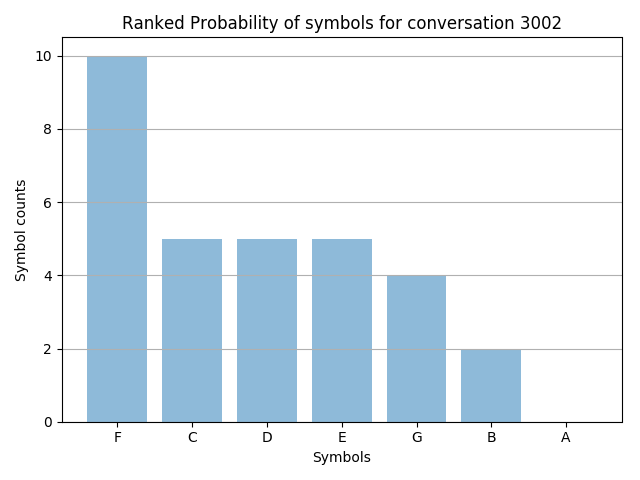 Ranked Probability of symbols for conversation 3002
Symbol counts
10
8
6
4
2
0
F C D E G B A
Symbols